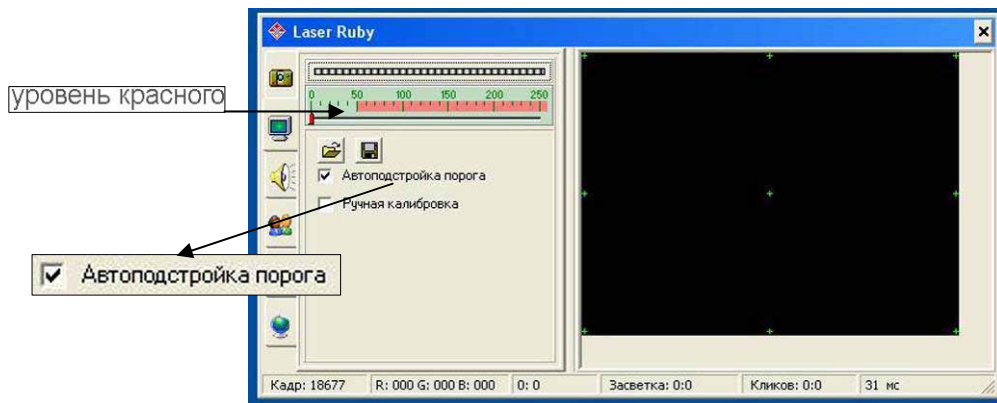 Laser Ruby
уровень красного
0 50 100 150 200 250
Автоподстройка порога
Ручная калибровка
Автоподстройка порога
Кадр: 18677 R: 000 G: 000 B: 000 0: 0 Засветка: 0:0 Кликов: 0:0 31 мс